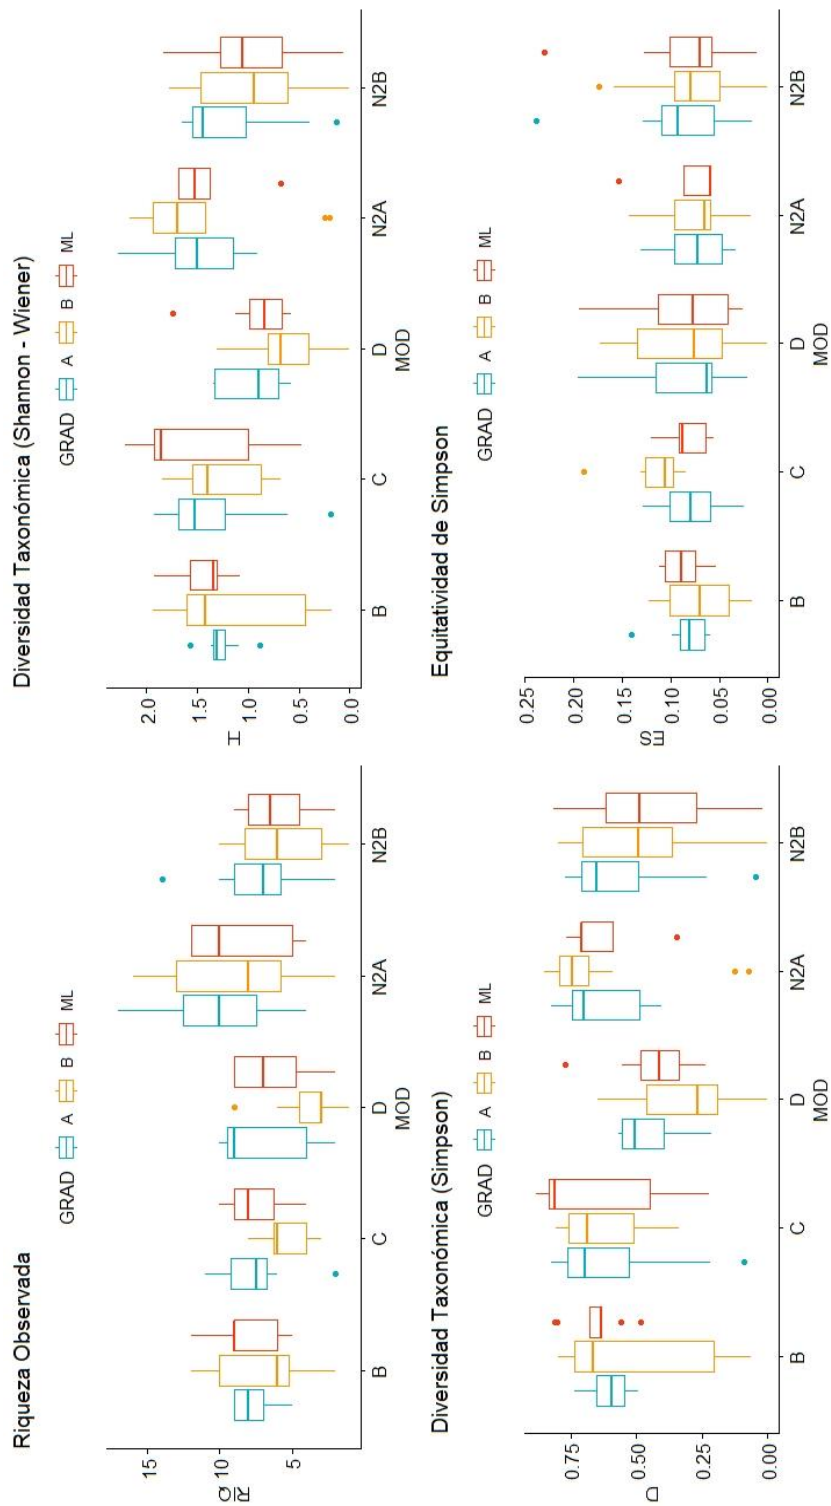 Riqueza Observada
GRAD A B ML
15
10
5
RQ
B C D N2A N2B
MOD
Diversidad Taxonómica (Shannon - Wiener)
GRAD A B ML
2.0
1.5
1.0
0.5
0.0
H
B C D N2A N2B
MOD
Diversidad Taxonómica (Simpson)
GRAD A B ML
0.75
0.50
0.25
0.00
D
B C D N2A N2B
MOD
Equitatividad de Simpson
GRAD A B ML
0.25
0.20
0.15
0.10
0.05
0.00
ES
B C D N2A N2B
MOD